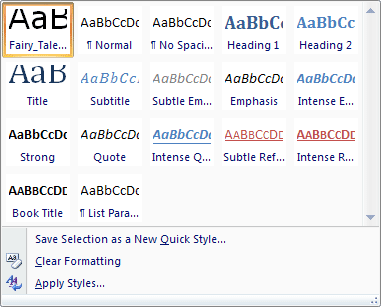 AaB AaBbCcDc AaBbCcDc AaBbCc AaBbCc
Fairy_Tale... ¶ Normal ¶ No Spaci... Heading 1 Heading 2
AaB AaBbCc. AaBbCcDc AaBbCcDc AaBbCcDc
Title Subtitle Subtle Em... Emphasis Intense E...
AaBbCcDc AaBbCcDc AaBbCcDc AABBCCDD AABBCCDD
Strong Quote Intense Q... Subtle Ref... Intense R...
AABBCCDD AaBbCcDc
Book Title ¶ List Para...
Save Selection as a New Quick Style...
Clear Formatting
Apply Styles...